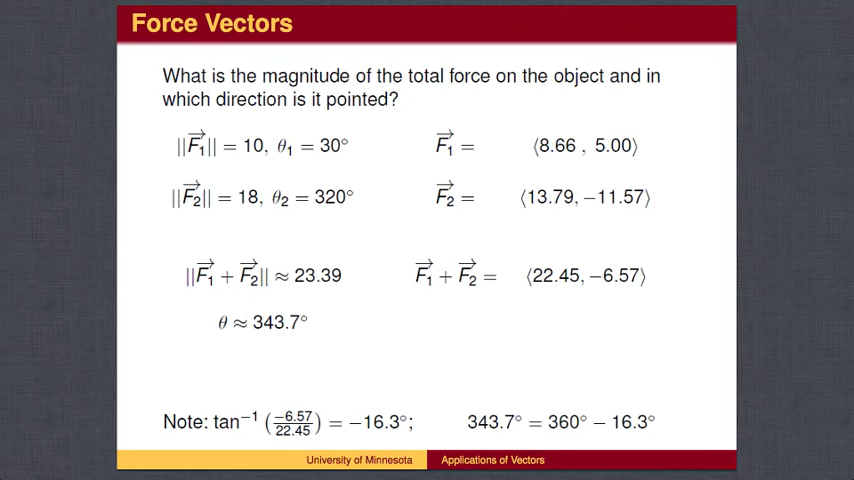 Force Vectors
What is the magnitude of the total force on the object and in
which direction is it pointed?
||F₁⃗|| = 10, θ₁ = 30° F₁⃗ = ⟨8.66 , 5.00⟩
||F₂⃗|| = 18, θ₂ = 320° F₂⃗ = ⟨13.79, −11.57⟩
||F₁⃗ + F₂⃗|| ≈ 23.39 F₁⃗ + F₂⃗ = ⟨22.45, −6.57⟩
θ ≈ 343.7°
Note: tan⁻¹ (−6.57/22.45) = −16.3°; 343.7° = 360° − 16.3°
University of Minnesota Applications of Vectors